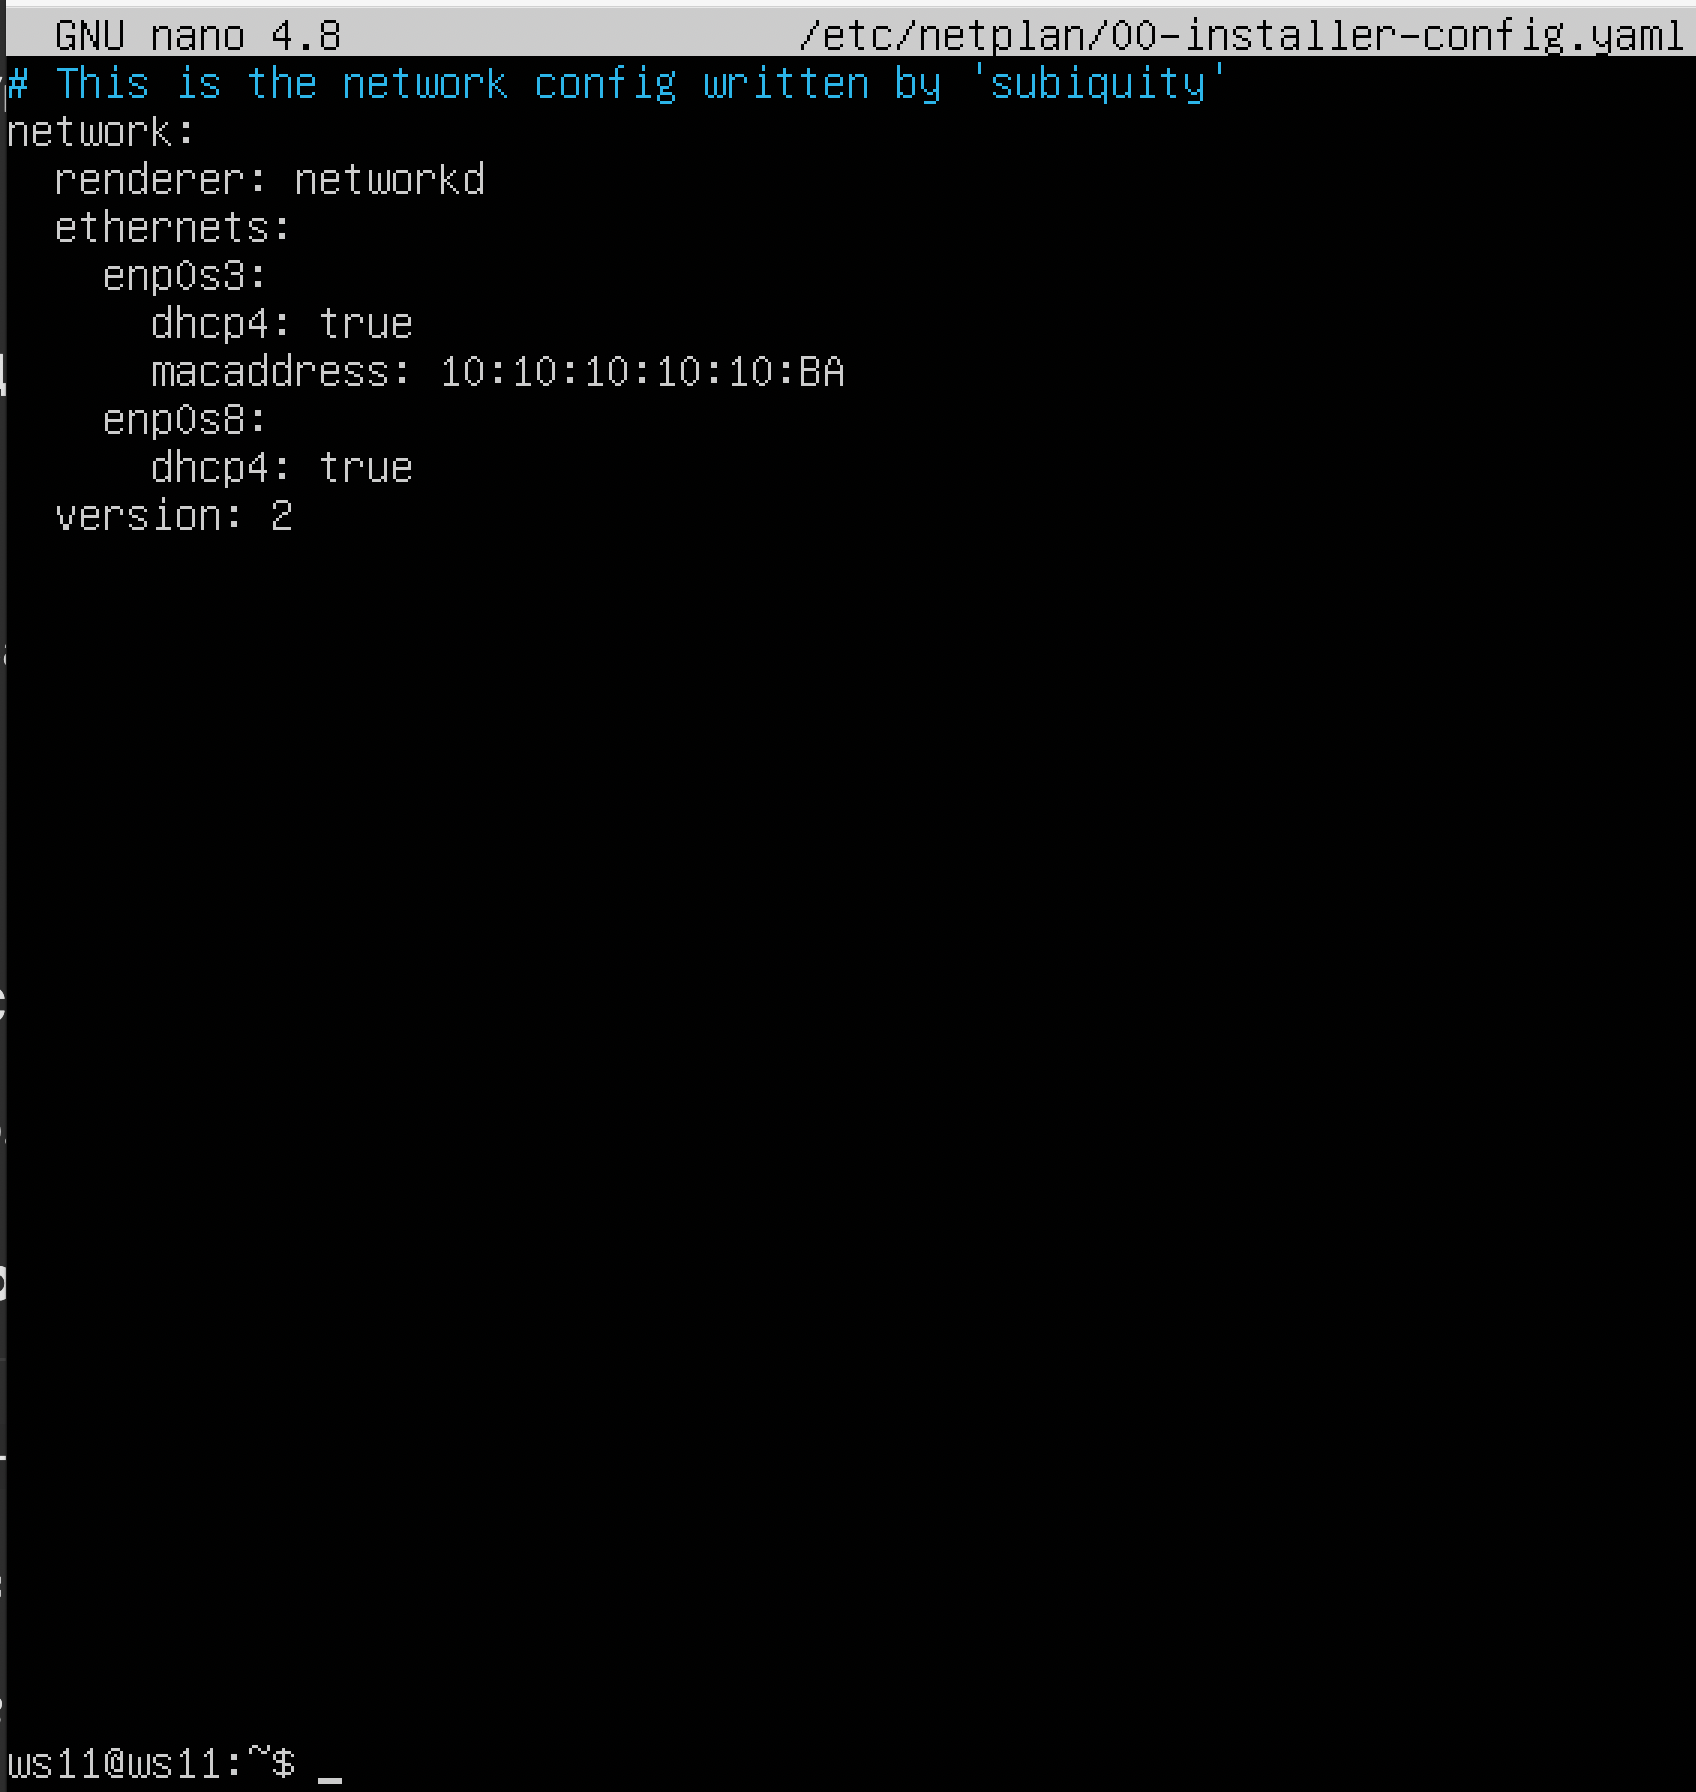 GNU nano 4.8 /etc/netplan/00-installer-config.yaml
# This is the network config written by 'subiquity'
network:
  renderer: networkd
  ethernets:
    enp0s3:
      dhcp4: true
      macaddress: 10:10:10:10:10:BA
    enp0s8:
      dhcp4: true
  version: 2
ws11@ws11:~$ _